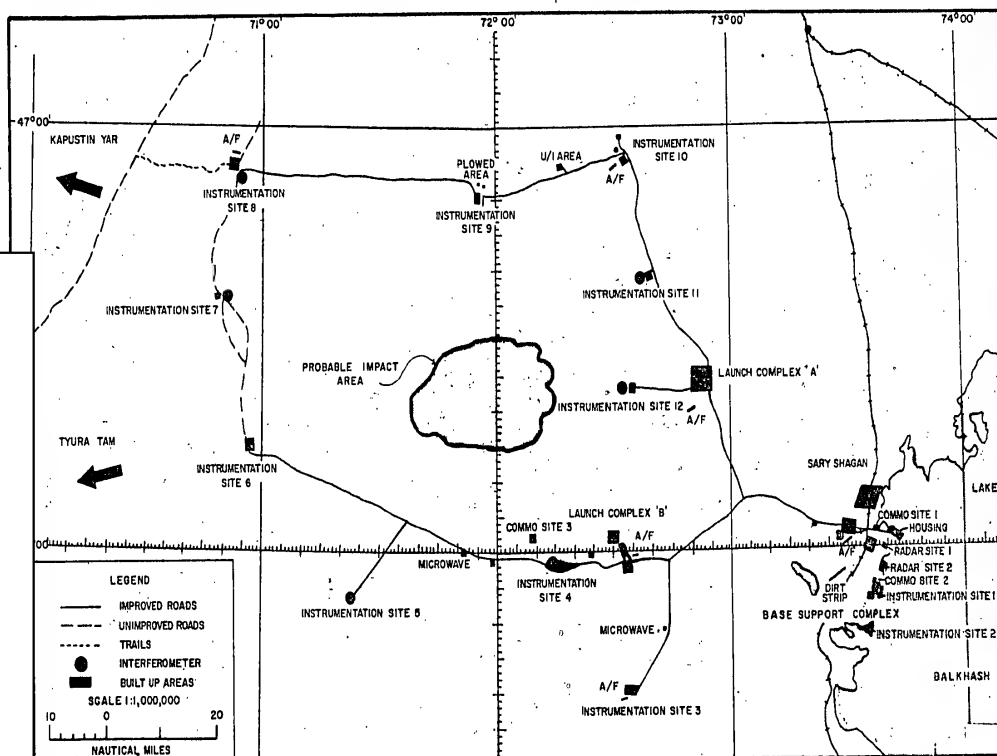 71°00'
72°00'
73°00'
74°00'
47°00'
KAPUSTIN YAR
A/F
INSTRUMENTATION
SITE 8
PLOWED
AREA
U/I AREA
INSTRUMENTATION
SITE 9
INSTRUMENTATION
SITE 10
A/F
INSTRUMENTATION SITE 7
INSTRUMENTATION SITE 11
PROBABLE IMPACT
AREA
LAUNCH COMPLEX 'A'
INSTRUMENTATION SITE 12
A/F
TYURA TAM
INSTRUMENTATION
SITE 6
SARY SHAGAN
LAKE
LAUNCH COMPLEX 'B'
COMMO SITE 3
A/F
COMMO SITE 1
HOUSING
00'
MICROWAVE
INSTRUMENTATION
SITE 4
A/F
RADAR SITE 1
RADAR SITE 2
DIRT
STRIP
COMMO SITE 2
INSTRUMENTATION SITE 1
INSTRUMENTATION SITE 5
BASE SUPPORT COMPLEX
MICROWAVE
INSTRUMENTATION SITE 2
BALKHASH
A/F
INSTRUMENTATION SITE 3
LEGEND
IMPROVED ROADS
UNIMPROVED ROADS
TRAILS
INTERFEROMETER
BUILT UP AREAS
SCALE 1:1,000,000
10 0 20
NAUTICAL MILES